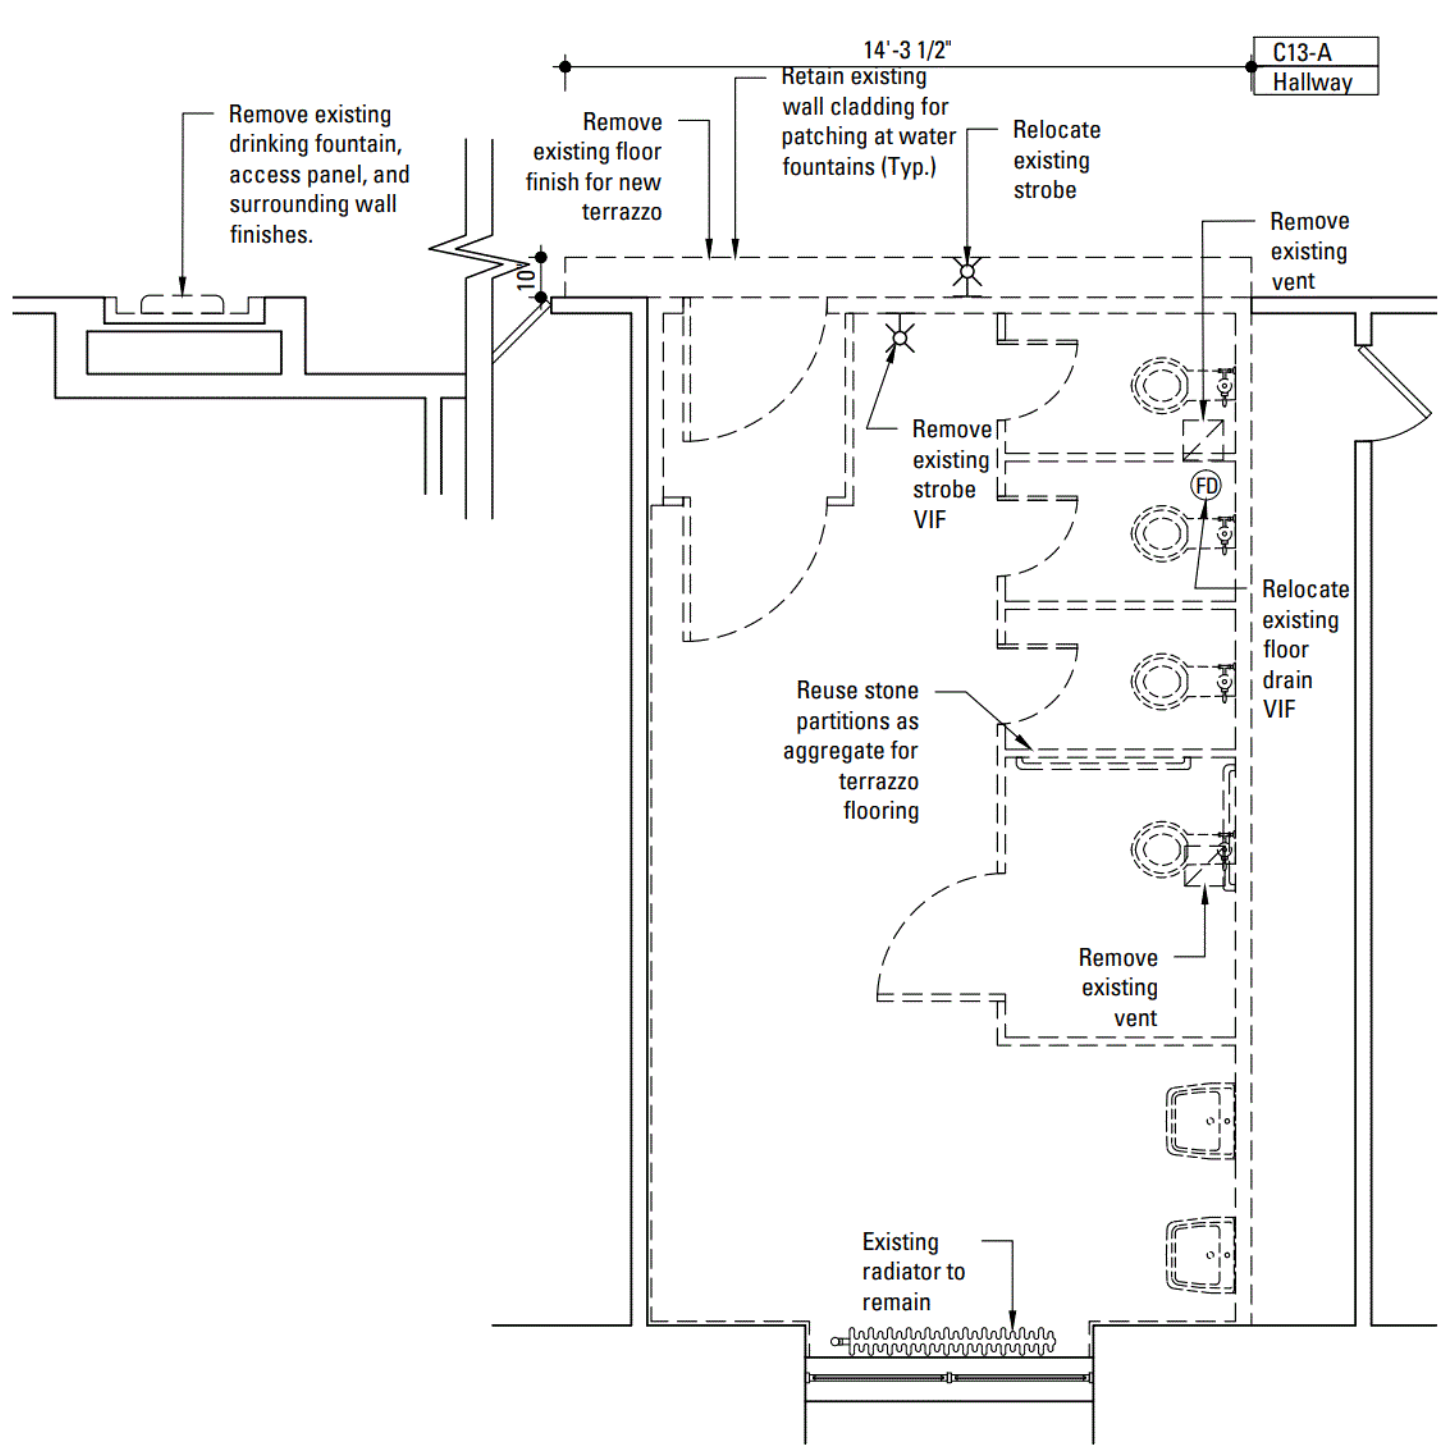 14'-3 1/2"
C13-A
Hallway
Remove existing
drinking fountain,
access panel, and
surrounding wall
finishes.
Remove
existing floor
finish for new
terrazzo
Retain existing
wall cladding for
patching at water
fountains (Typ.)
Relocate
existing
strobe
Remove
existing
vent
10"
Remove
existing
strobe
VIF
FD
Relocate
existing
floor
drain
VIF
Reuse stone
partitions as
aggregate for
terrazzo
flooring
Remove
existing
vent
Existing
radiator to
remain